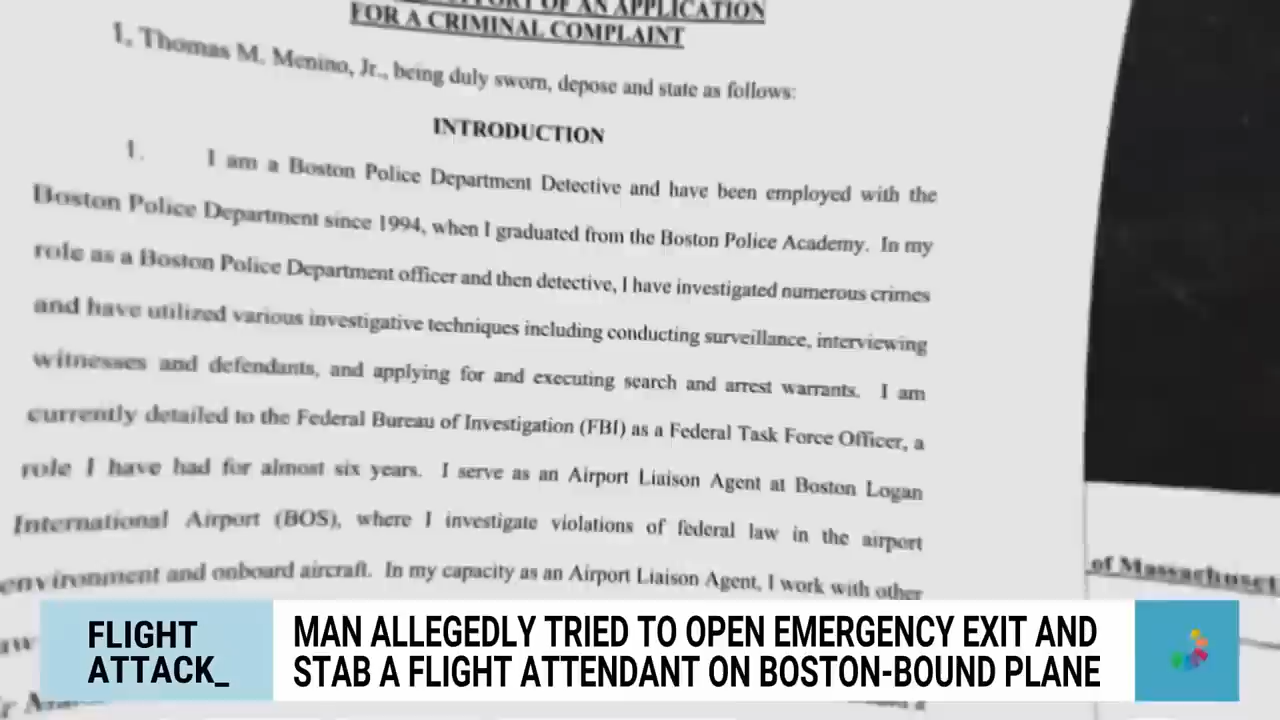 OF AN APPLICATION
FOR A CRIMINAL COMPLAINT
1, Thomas M. Menino, Jr., being duly sworn, depose and state as follows:
INTRODUCTION
1. I am a Boston Police Department Detective and have been employed with the
Boston Police Department since 1994, when I graduated from the Boston Police Academy. In my
role as a Boston Police Department officer and then detective, I have investigated numerous crimes
and have utilized various investigative techniques including conducting surveillance, interviewing
witnesses and defendants, and applying for and executing search and arrest warrants. I am
currently detailed to the Federal Bureau of Investigation (FBI) as a Federal Task Force Officer, a
role I have had for almost six years. I serve as an Airport Liaison Agent at Boston Logan
International Airport (BOS), where I investigate violations of federal law in the airport
environment and onboard aircraft. In my capacity as an Airport Liaison Agent, I work with other
of Massachuset
FLIGHT
ATTACK_
MAN ALLEGEDLY TRIED TO OPEN EMERGENCY EXIT AND
STAB A FLIGHT ATTENDANT ON BOSTON-BOUND PLANE